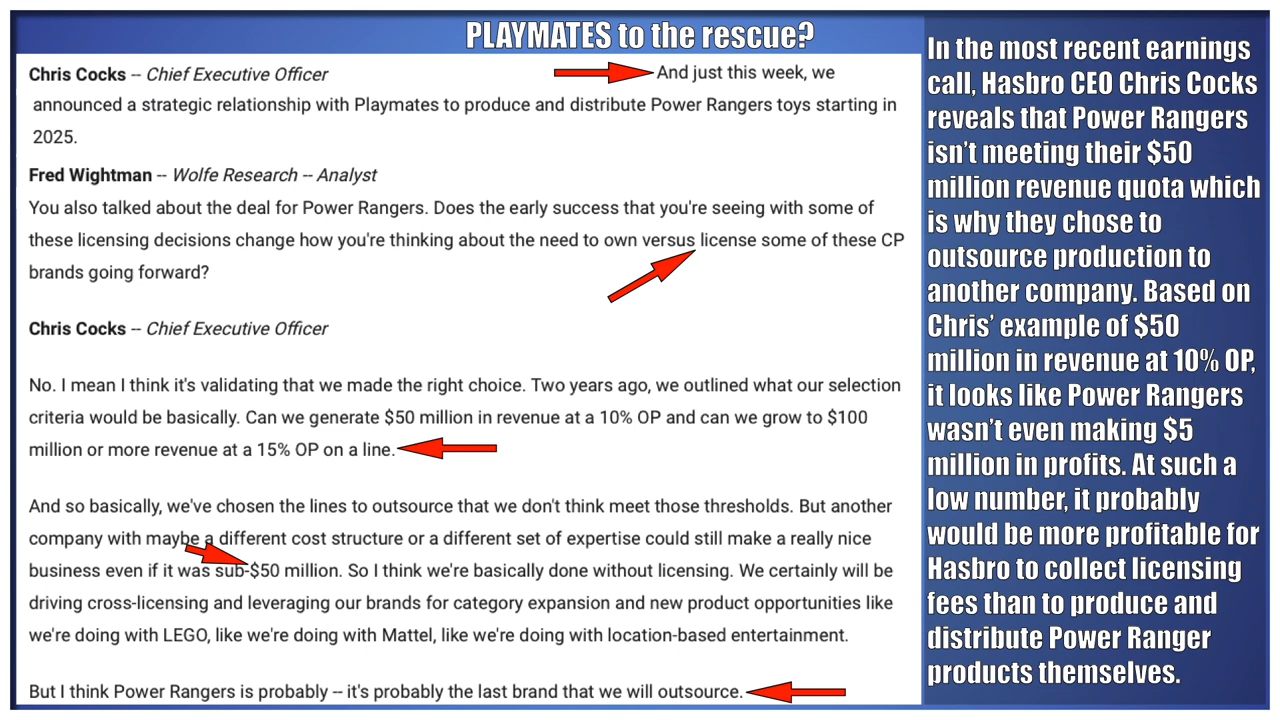 PLAYMATES to the rescue?
Chris Cocks -- Chief Executive Officer
And just this week, we
announced a strategic relationship with Playmates to produce and distribute Power Rangers toys starting in
2025.
Fred Wightman -- Wolfe Research -- Analyst
You also talked about the deal for Power Rangers. Does the early success that you're seeing with some of
these licensing decisions change how you're thinking about the need to own versus license some of these CP
brands going forward?
Chris Cocks -- Chief Executive Officer
No. I mean I think it's validating that we made the right choice. Two years ago, we outlined what our selection
criteria would be basically. Can we generate $50 million in revenue at a 10% OP and can we grow to $100
million or more revenue at a 15% OP on a line.
And so basically, we've chosen the lines to outsource that we don't think meet those thresholds. But another
company with maybe a different cost structure or a different set of expertise could still make a really nice
business even if it was sub-$50 million. So I think we're basically done without licensing. We certainly will be
driving cross-licensing and leveraging our brands for category expansion and new product opportunities like
we're doing with LEGO, like we're doing with Mattel, like we're doing with location-based entertainment.
But I think Power Rangers is probably -- it's probably the last brand that we will outsource.
In the most recent earnings
call, Hasbro CEO Chris Cocks
reveals that Power Rangers
isn't meeting their $50
million revenue quota which
is why they chose to
outsource production to
another company. Based on
Chris' example of $50
million in revenue at 10% OP,
it looks like Power Rangers
wasn't even making $5
million in profits. At such a
low number, it probably
would be more profitable for
Hasbro to collect licensing
fees than to produce and
distribute Power Ranger
products themselves.